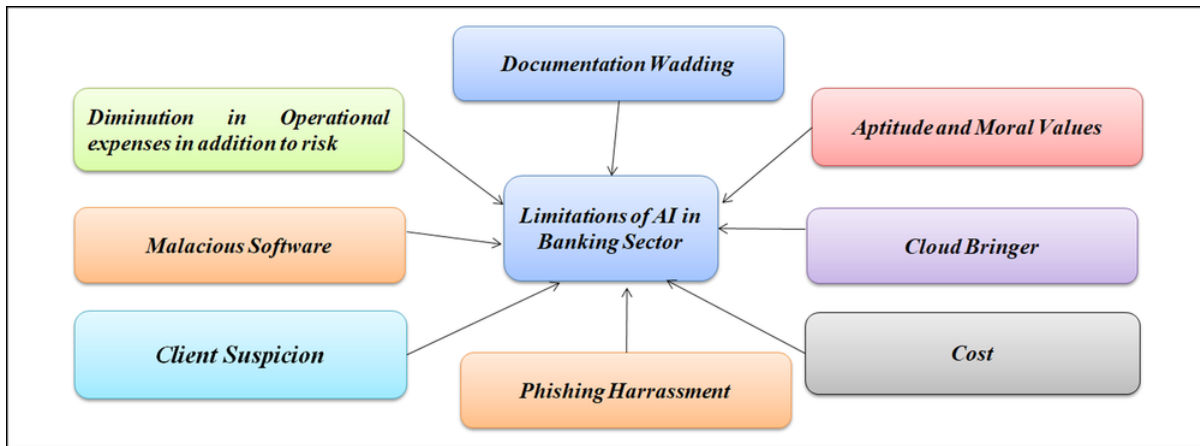 Documentation Wadding
Diminution in Operational
expenses in addition to risk
Aptitude and Moral Values
Limitations of AI in
Banking Sector
Malacious Software
Cloud Bringer
Client Suspicion
Cost
Phishing Harrassment